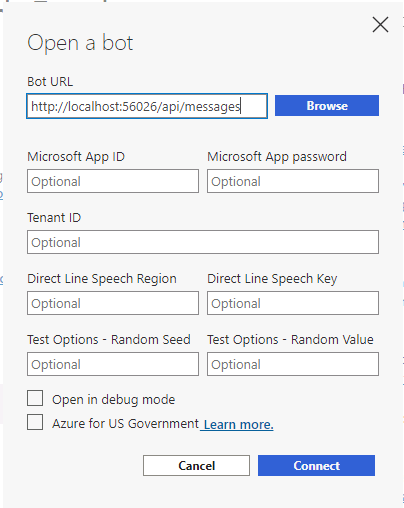 Open a bot
Bot URL
http://localhost:56026/api/messages
Browse
Microsoft App ID Microsoft App password
Optional Optional
Tenant ID
Optional
Direct Line Speech Region Direct Line Speech Key
Optional Optional
Test Options - Random Seed Test Options - Random Value
Optional Optional
Open in debug mode
Azure for US Government Learn more.
Cancel Connect